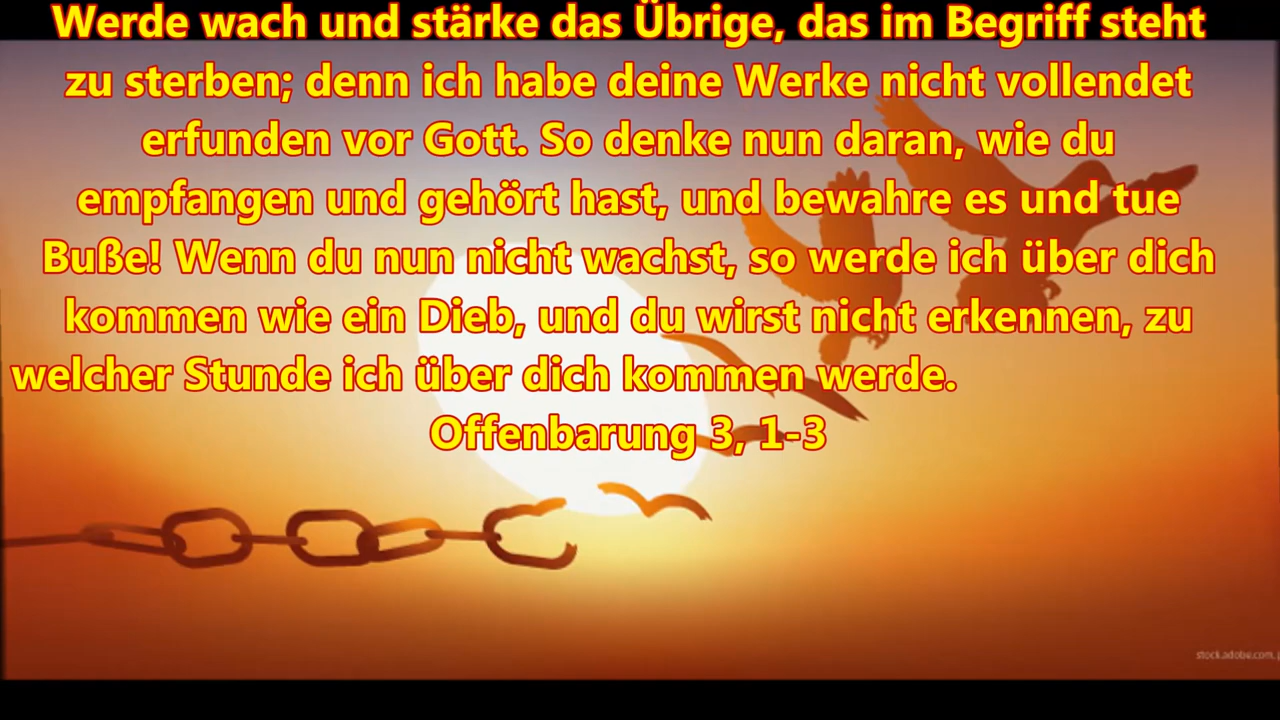 Werde wach und stärke das Übrige, das im Begriff steht
zu sterben; denn ich habe deine Werke nicht vollendet
erfunden vor Gott. So denke nun daran, wie du
empfangen und gehört hast, und bewahre es und tue
Buße! Wenn du nun nicht wachst, so werde ich über dich
kommen wie ein Dieb, und du wirst nicht erkennen, zu
welcher Stunde ich über dich kommen werde.
Offenbarung 3, 1-3
stock.adobe.com